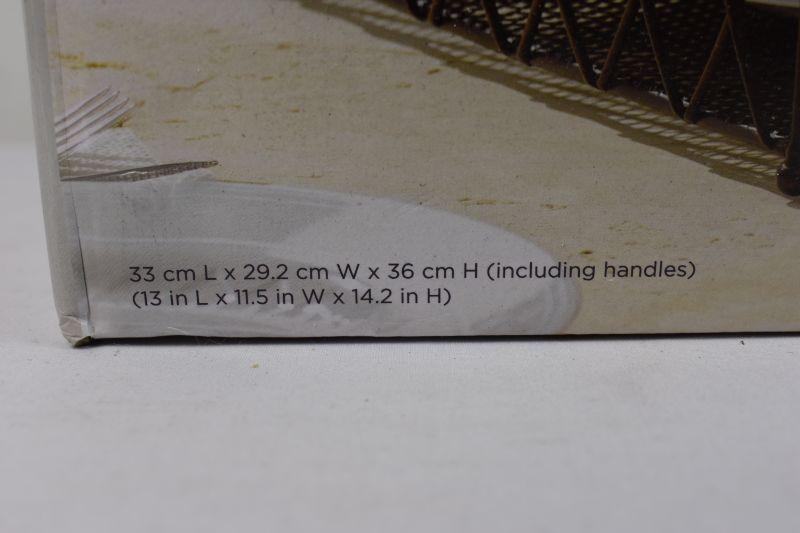 33 cm L x 29.2 cm W x 36 cm H (including handles)
(13 in L x 11.5 in W x 14.2 in H)